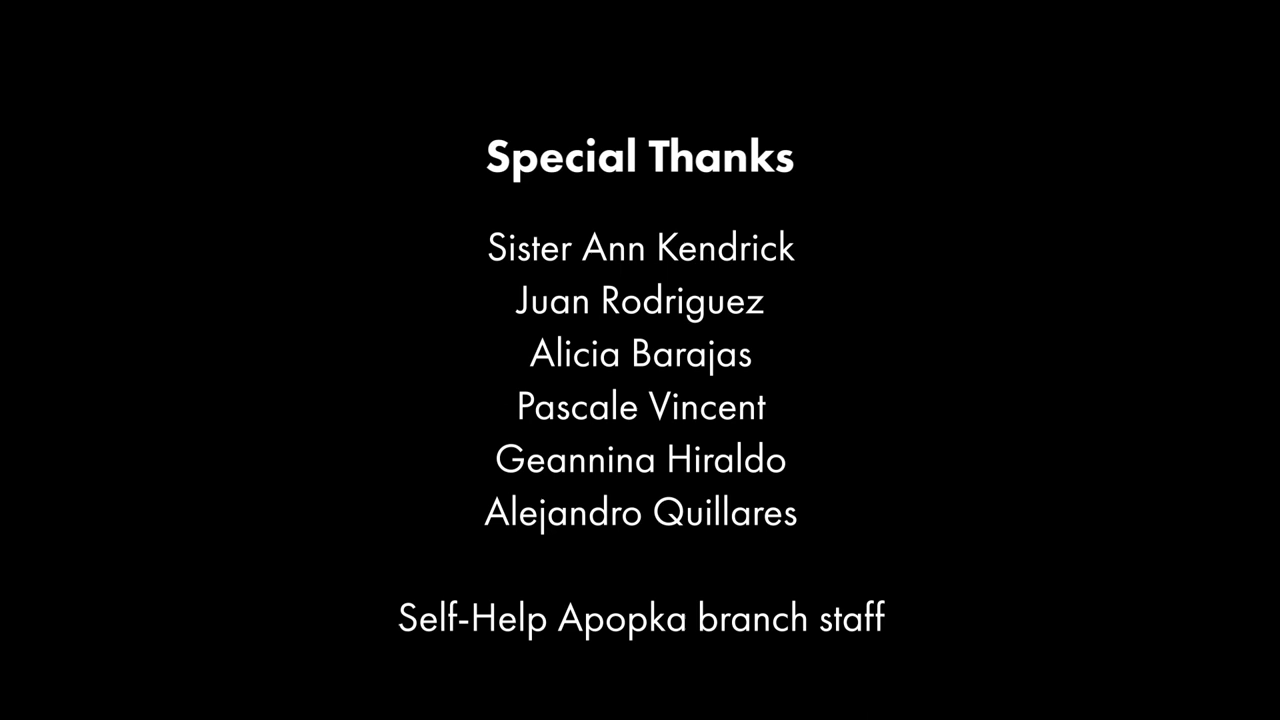 Special Thanks
Sister Ann Kendrick
Juan Rodriguez
Alicia Barajas
Pascale Vincent
Geannina Hiraldo
Alejandro Quillares
Self-Help Apopka branch staff